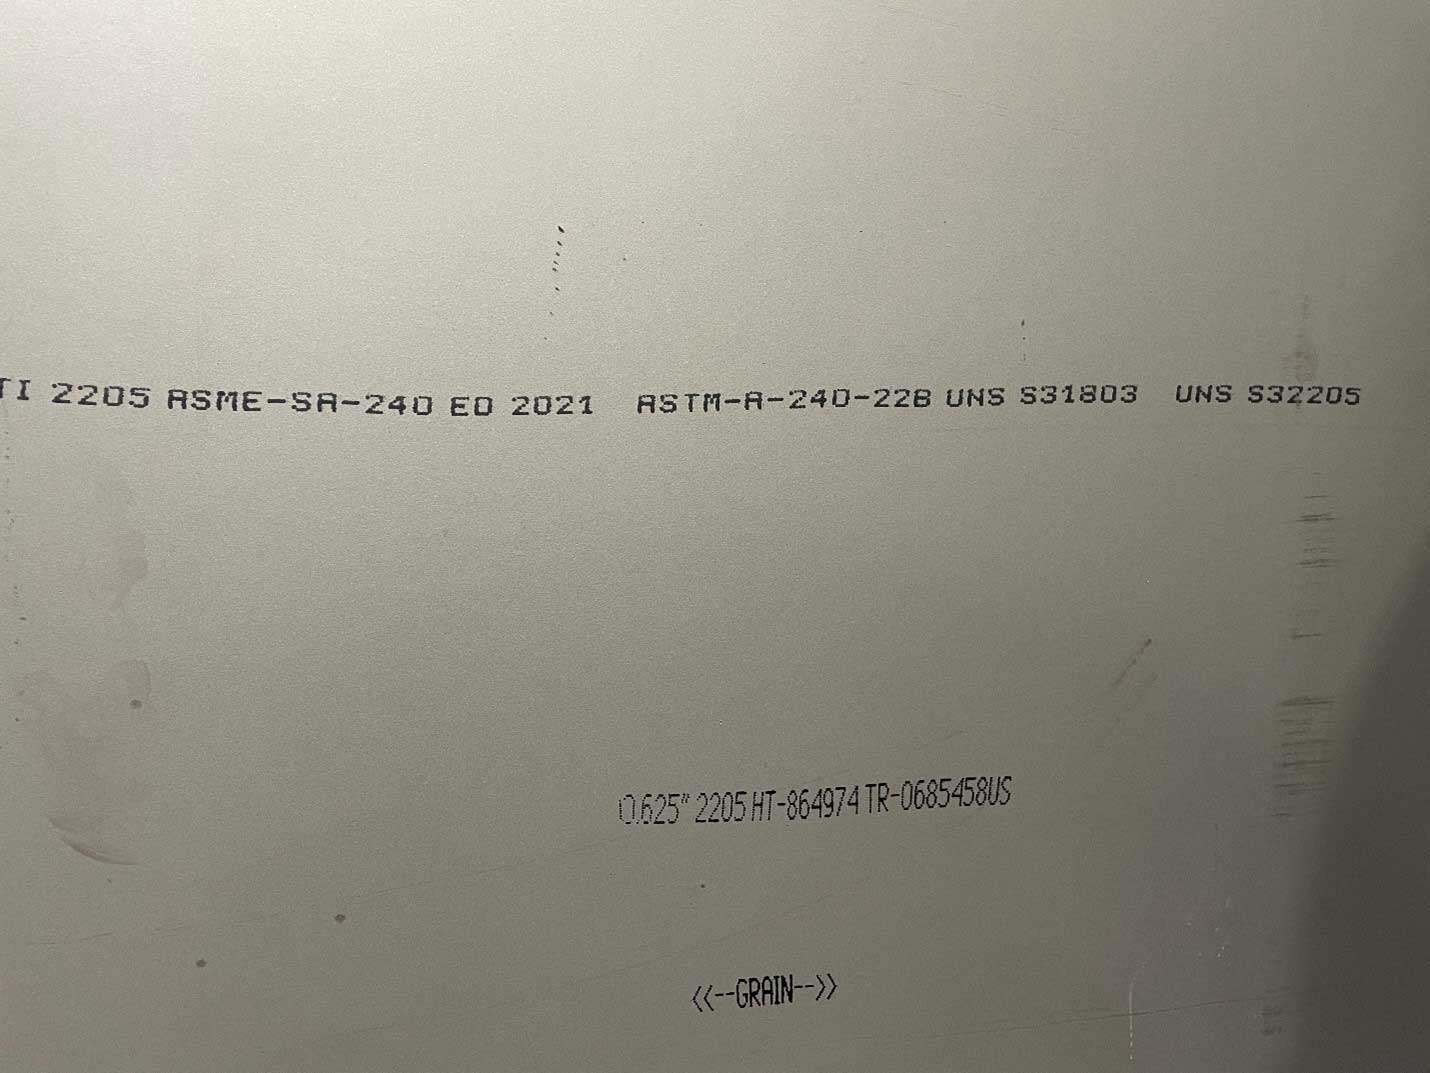 TI 2205 ASME-SA-240 ED 2021 ASTM-A-240-22B UNS S31803 UNS S32205
0.625" 2205 HT-864974 TR-0685458US
<<--GRAIN-->>